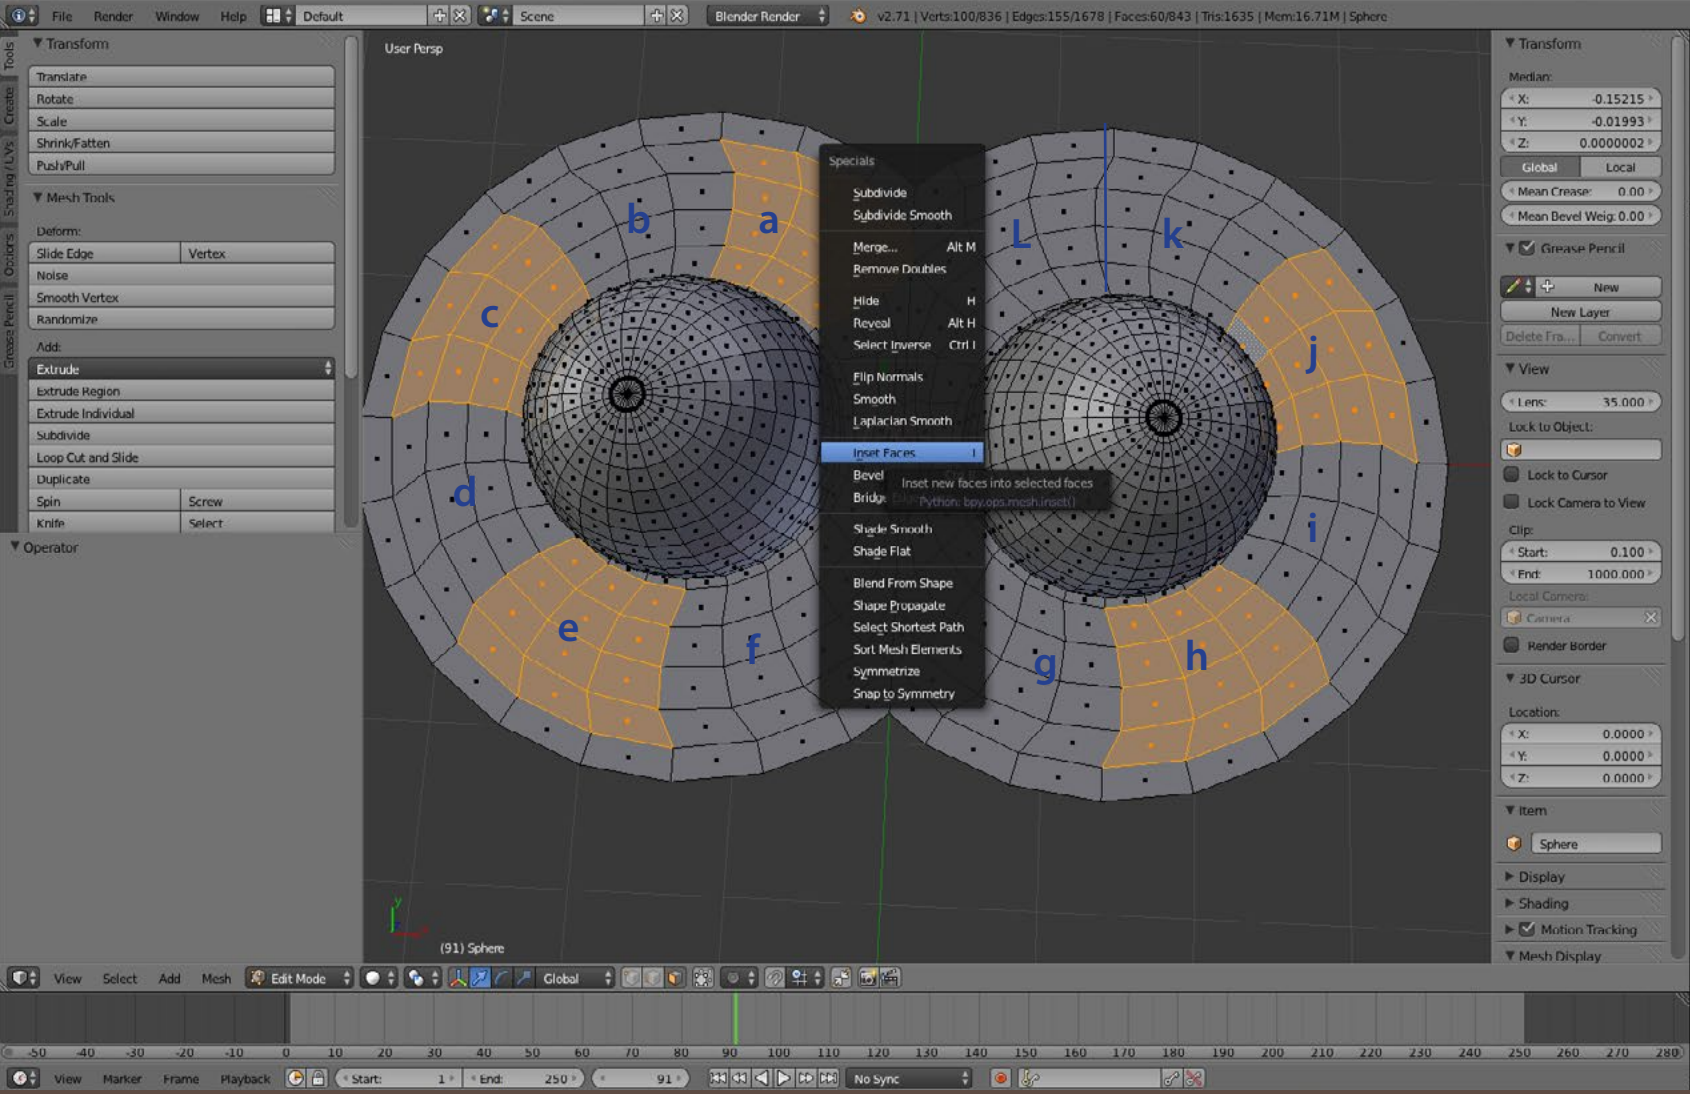 File Render Window Help Default Scene Blender Render v2.71 | Verts:100/836 | Edges:155/1678 | Faces:60/843 | Tris:1635 | Mem:16.71M | Sphere
Tools
Create
Shading / UVs
Options
Grease Pencil
Transform
Translate
Rotate
Scale
Shrink/Fatten
Push/Pull
Mesh Tools
Deform:
Slide Edge Vertex
Noise
Smooth Vertex
Randomize
Add:
Extrude
Extrude Region
Extrude Individual
Subdivide
Loop Cut and Slide
Duplicate
Spin Screw
Knife Select
Operator
User Persp
b
a
c
d
e
f
L
k
j
i
h
g
Specials
Subdivide
Subdivide Smooth
Merge... Alt M
Remove Doubles
Hide H
Reveal Alt H
Select Inverse Ctrl I
Flip Normals
Smooth
Laplacian Smooth
Inset Faces I
Bevel
Inset new faces into selected faces
Bridge
Python: bpy.ops.mesh.inset()
Shade Smooth
Shade Flat
Blend From Shape
Shape Propagate
Select Shortest Path
Sort Mesh Elements
Symmetrize
Snap to Symmetry
y
(91) Sphere
Transform
Median:
X: -0.15215
Y: -0.01993
Z: 0.0000002
Global Local
Mean Crease: 0.00
Mean Bevel Weig: 0.00
Grease Pencil
New
New Layer
Delete Fra... Convert
View
Lens: 35.000
Lock to Object:
Lock to Cursor
Lock Camera to View
Clip:
Start: 0.100
End: 1000.000
Local Camera:
Camera
Render Border
3D Cursor
Location:
X: 0.0000
Y: 0.0000
Z: 0.0000
Item
Sphere
Display
Shading
Motion Tracking
Mesh Display
View Select Add Mesh Edit Mode Global
-50 -40 -30 -20 -10 0 10 20 30 40 50 60 70 80 90 100 110 120 130 140 150 160 170 180 190 200 210 220 230 240 250 260 270 280
View Marker Frame Playback Start: 1 End: 250 91 No Sync